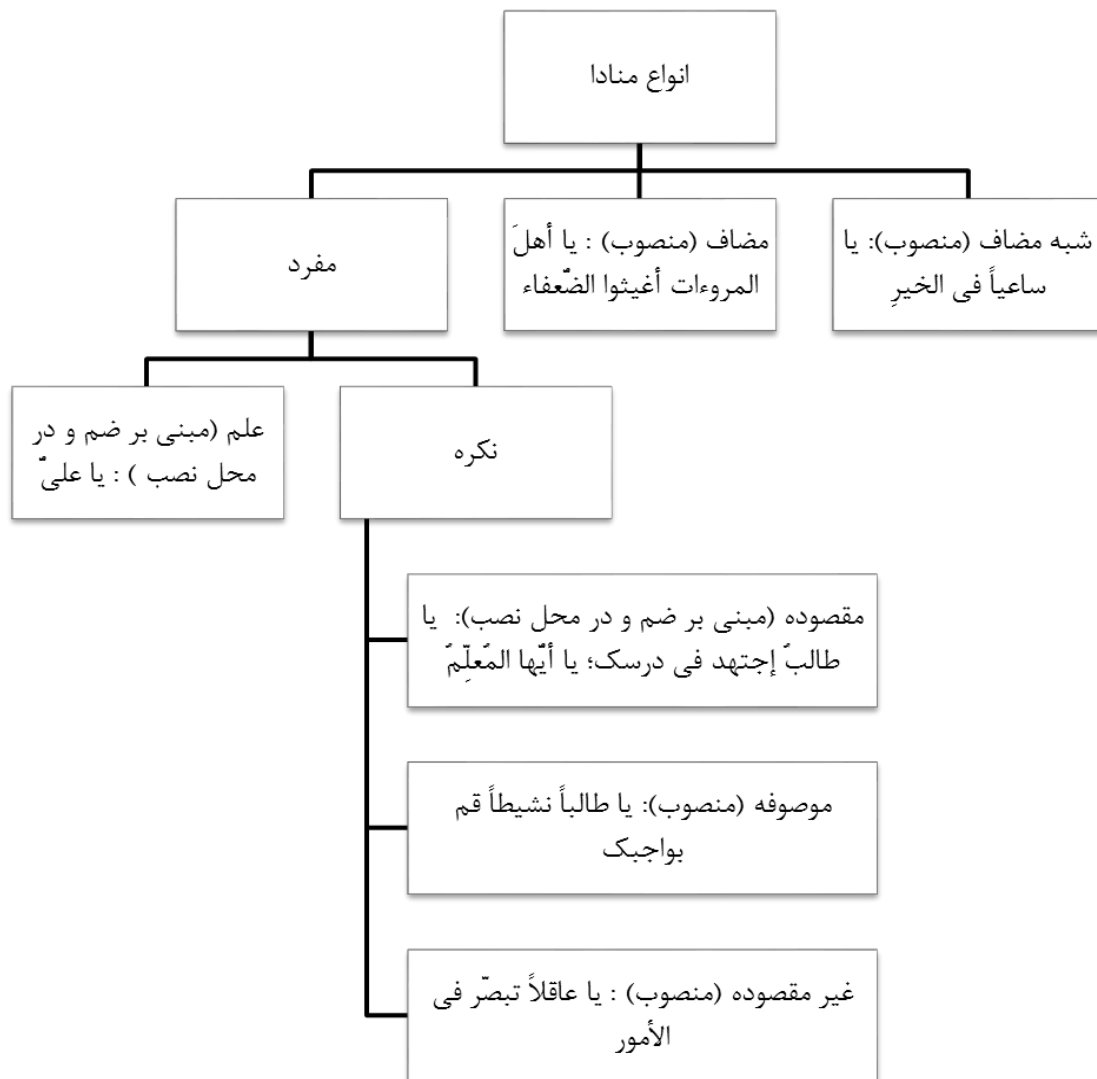 انواع منادا
شبه مضاف (منصوب): یا
ساعیاً فی الخیرِ
مضاف (منصوب) : یا أهلَ
المروءات أغیثوا الضّعفاء
مفرد
نکره
علم (مبنی بر ضم و در
محل نصب ) : یا علیُّ
مقصوده (مبنی بر ضم و در محل نصب): یا
طالبُ إجتهد فی درسک؛ یا أیُّها المُعلِّمُ
موصوفه (منصوب): یا طالباً نشیطاً قم
بواجبک
غیر مقصوده (منصوب) : یا عاقلاً تبصّر فی
الأمور